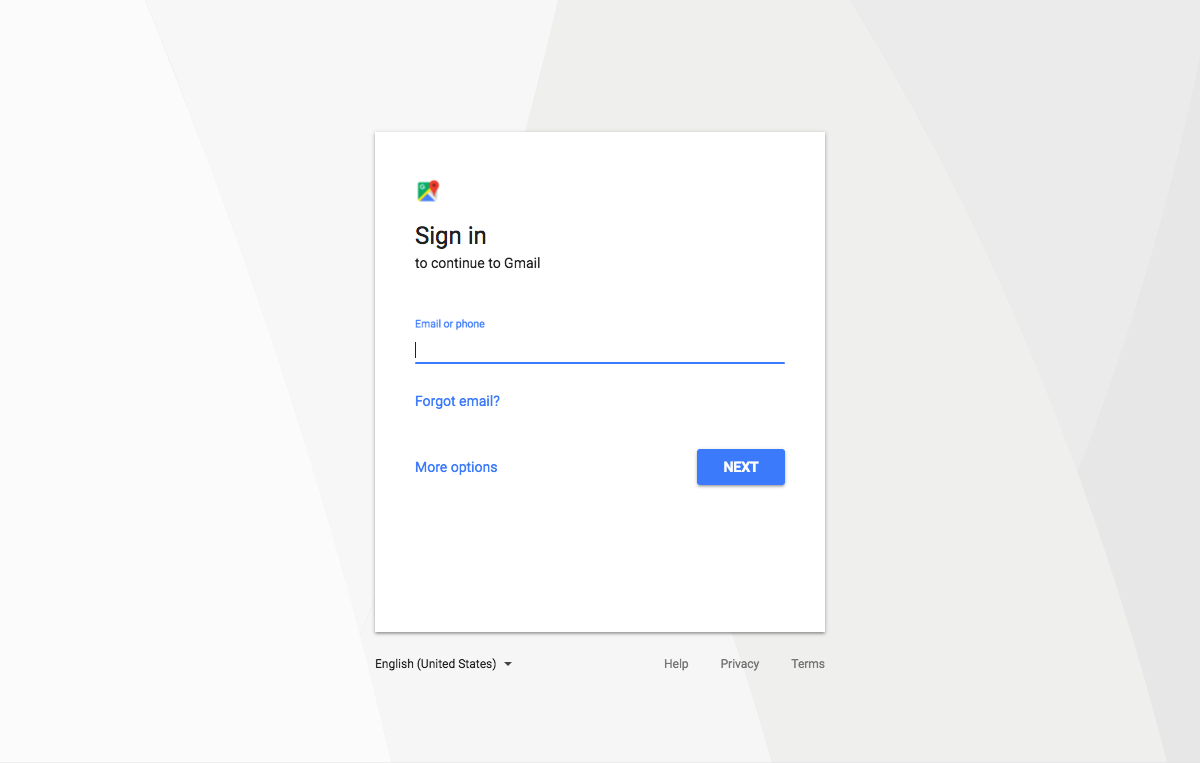 Sign in
to continue to Gmail
Email or phone
Forgot email?
More options
NEXT
English (United States)
Help
Privacy
Terms